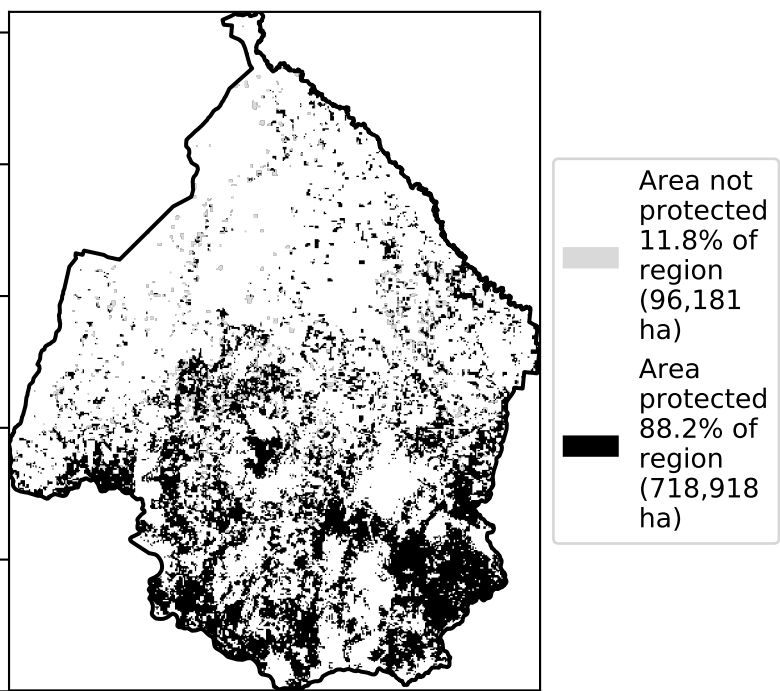 Area not
protected
11.8% of
region
(96,181
ha)
Area
protected
88.2% of
region
(718,918
ha)